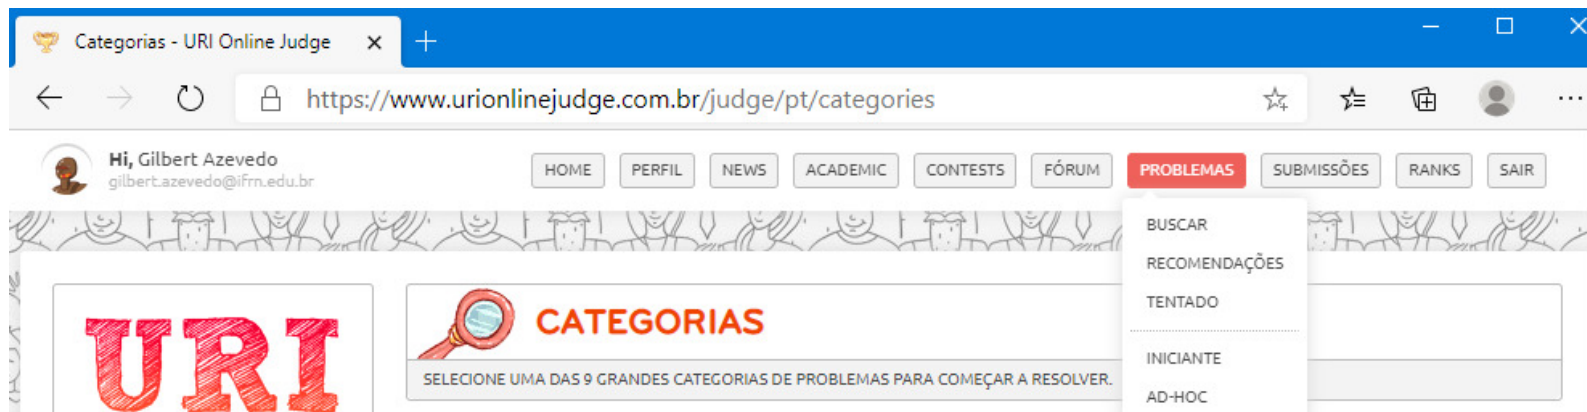 Categorias - URI Online Judge
https://www.urionlinejudge.com.br/judge/pt/categories
Hi, Gilbert Azevedo
gilbert.azevedo@ifrn.edu.br
HOME PERFIL NEWS ACADEMIC CONTESTS FÓRUM PROBLEMAS SUBMISSÕES RANKS SAIR
BUSCAR
RECOMENDAÇÕES
TENTADO
INICIANTE
AD-HOC
URI
CATEGORIAS
SELECIONE UMA DAS 9 GRANDES CATEGORIAS DE PROBLEMAS PARA COMEÇAR A RESOLVER.